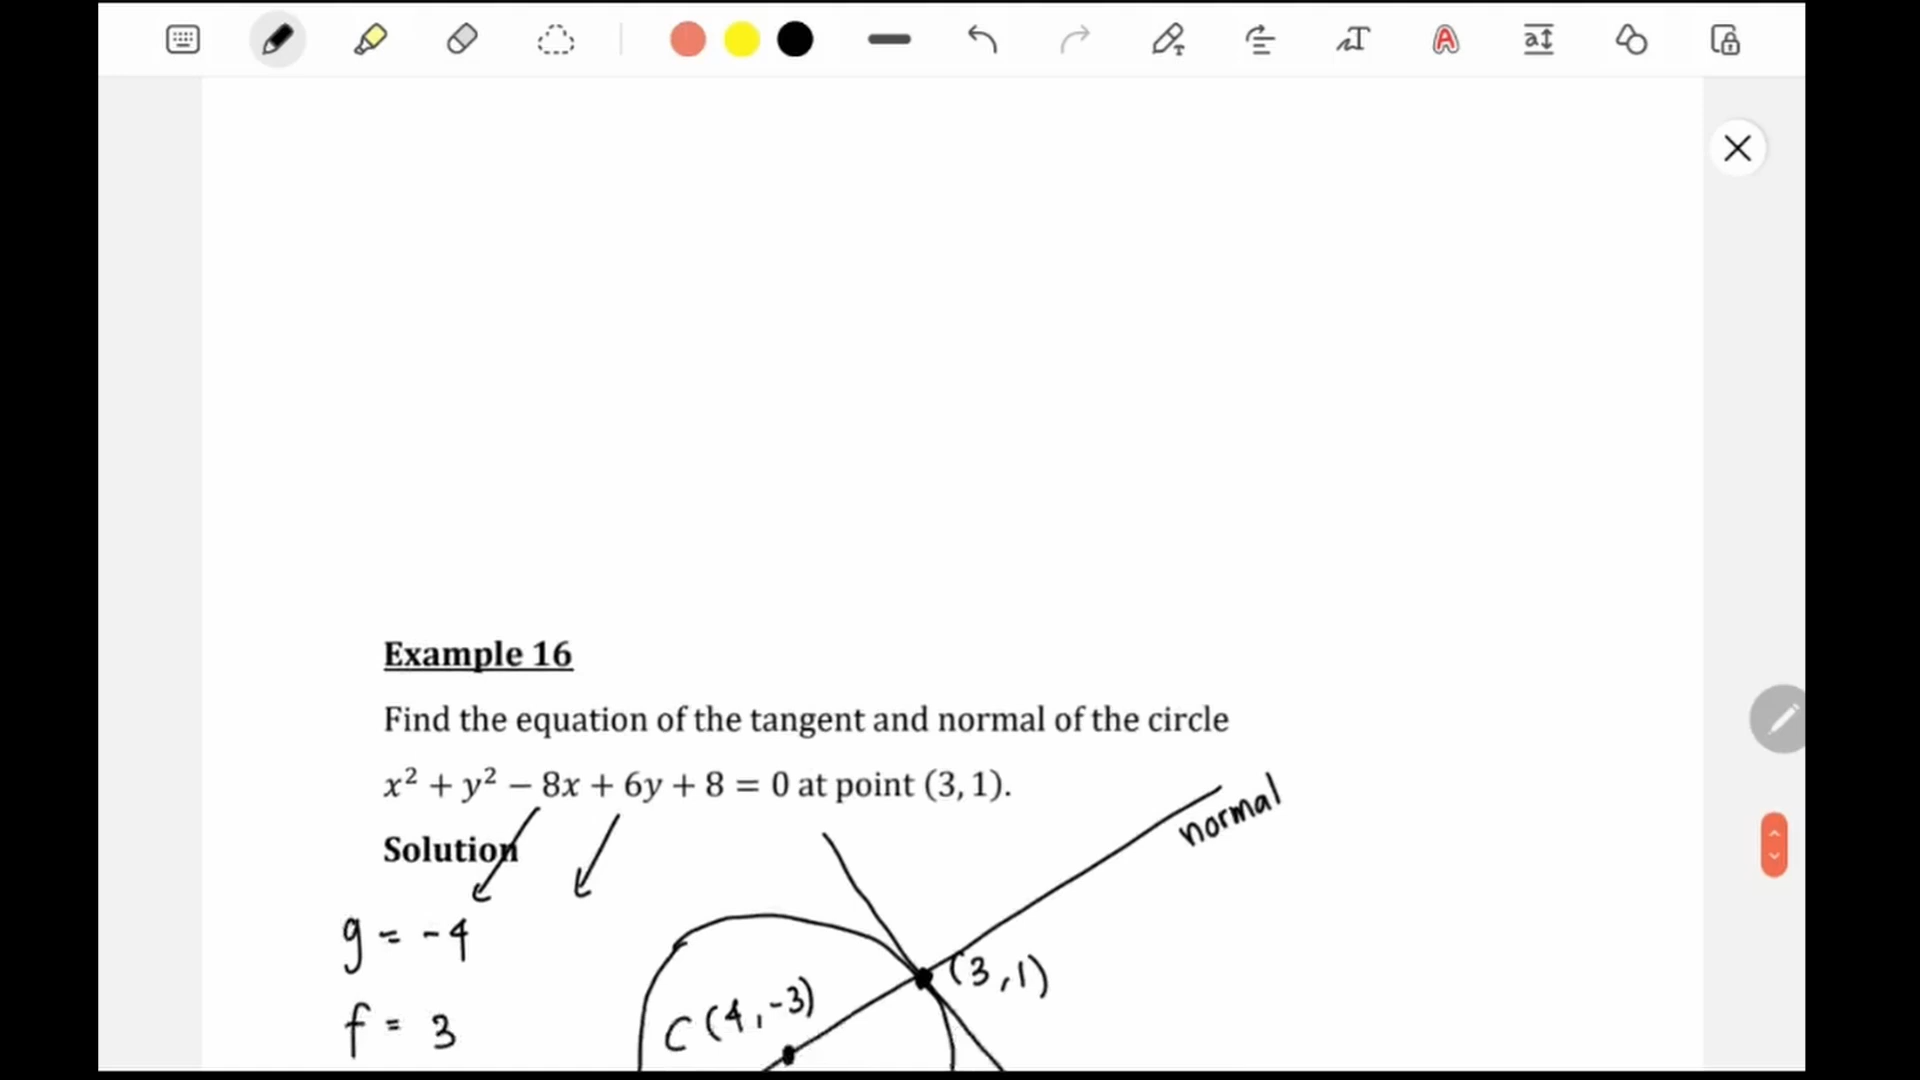 Example 16
Find the equation of the tangent and normal of the circle
x² + y² − 8x + 6y + 8 = 0 at point (3, 1).
normal
Solution
g = -4
(3, 1)
C (4, -3)
f = 3